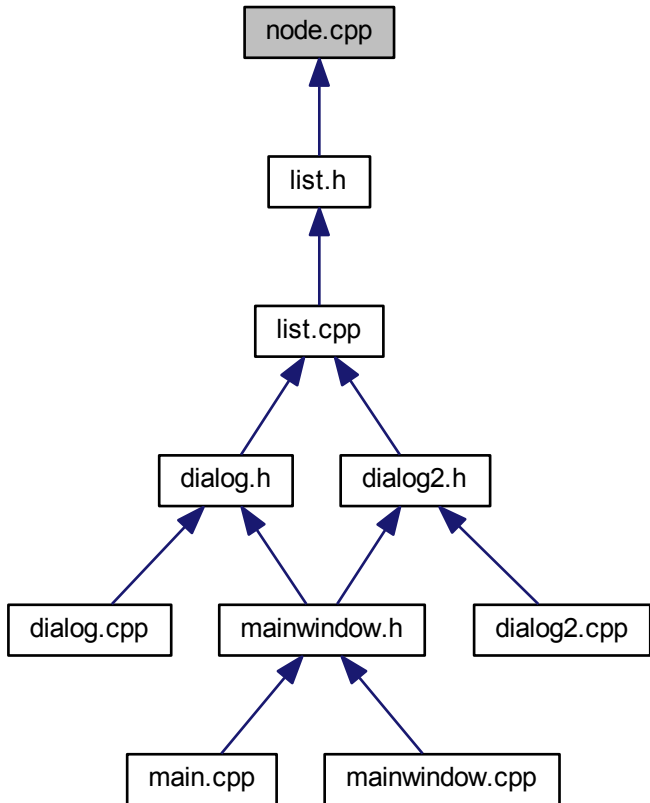 node.cpp
list.h
list.cpp
dialog.h
dialog2.h
dialog.cpp
mainwindow.h
dialog2.cpp
main.cpp
mainwindow.cpp